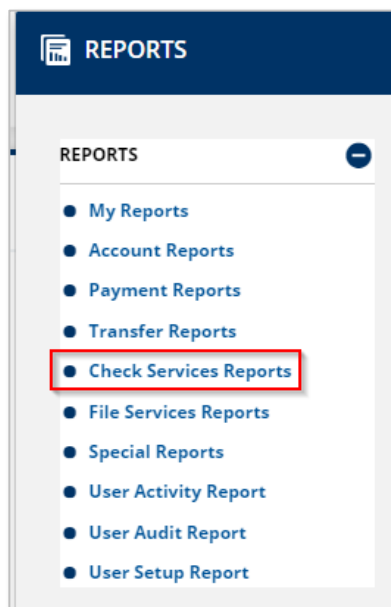 REPORTS
REPORTS
My Reports
Account Reports
Payment Reports
Transfer Reports
Check Services Reports
File Services Reports
Special Reports
User Activity Report
User Audit Report
User Setup Report